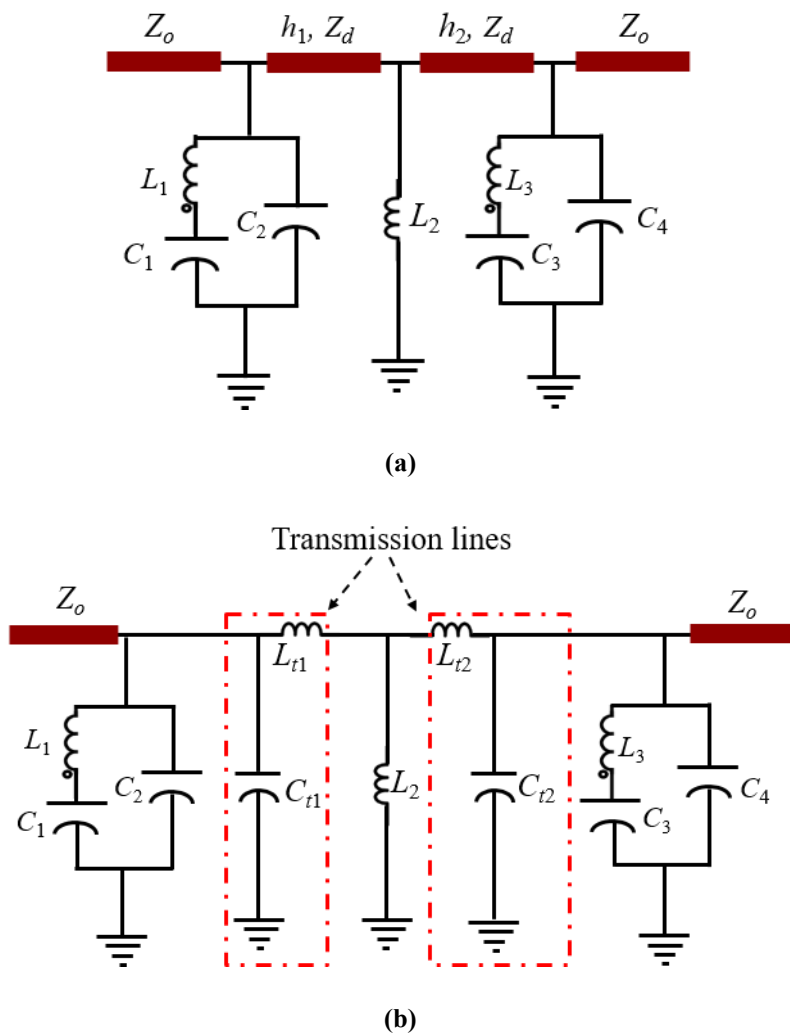 Zo h1, Zd h2, Zd Zo
L1 C2 L2 L3 C4
C1 C3
(a)
Transmission lines
Zo Zo
Lt1 Lt2
L1 C2 Ct1 L2 Ct2 L3 C4
C1 C3
(b)